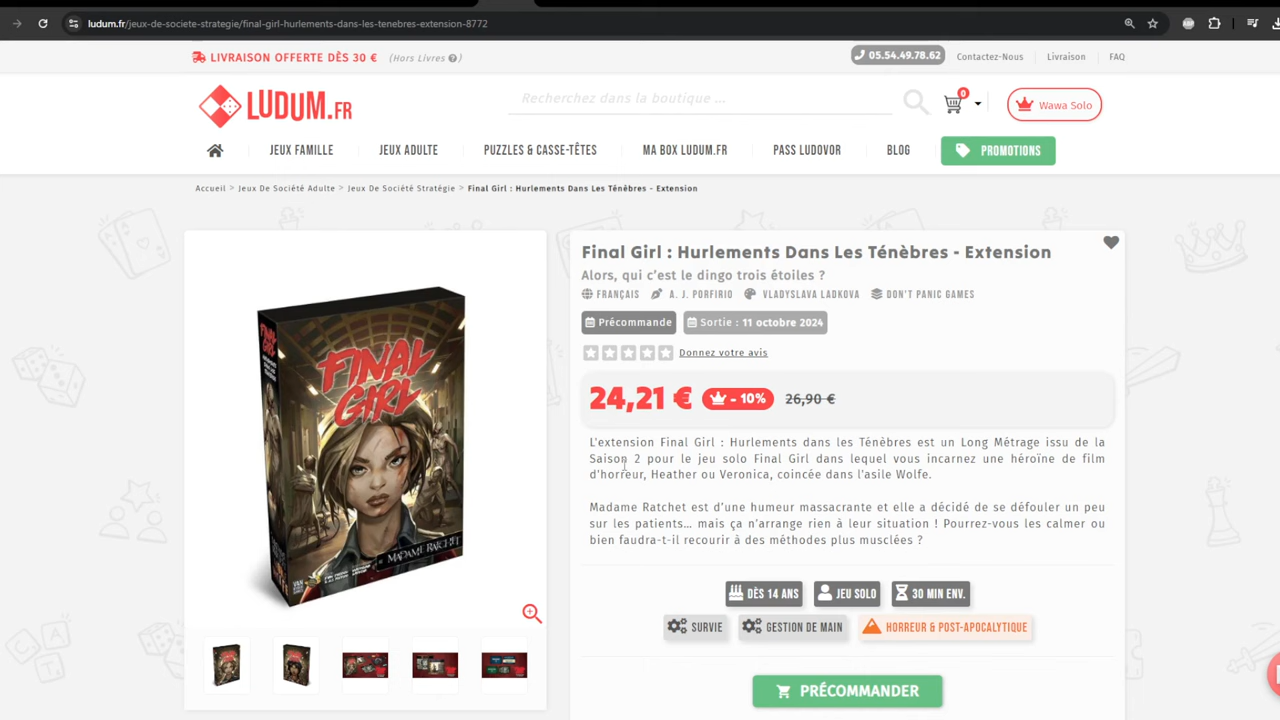 ludum.fr/jeux-de-societe-strategie/final-girl-hurlements-dans-les-tenebres-extension-8772
LIVRAISON OFFERTE DÈS 30 € (Hors Livres ?)
05.54.49.78.62
Contactez-Nous
Livraison
FAQ
LUDUM.FR
Recherchez dans la boutique ...
0
Wawa Solo
JEUX FAMILLE
JEUX ADULTE
PUZZLES & CASSE-TÊTES
MA BOX LUDUM.FR
PASS LUDOVOR
BLOG
PROMOTIONS
Accueil > Jeux De Société Adulte > Jeux De Société Stratégie > Final Girl : Hurlements Dans Les Ténèbres - Extension
FINAL
GIRL
MADAME RATCHET
Final Girl : Hurlements Dans Les Ténèbres - Extension
Alors, qui c'est le dingo trois étoiles ?
FRANÇAIS A. J. PORFIRIO VLADYSLAVA LADKOVA DON'T PANIC GAMES
Précommande
Sortie : 11 octobre 2024
Donnez votre avis
24,21 € - 10% 26,90 €
L'extension Final Girl : Hurlements dans les Ténèbres est un Long Métrage issu de la
Saison 2 pour le jeu solo Final Girl dans lequel vous incarnez une héroïne de film
d'horreur, Heather ou Veronica, coincée dans l'asile Wolfe.
Madame Ratchet est d'une humeur massacrante et elle a décidé de se défouler un peu
sur les patients... mais ça n'arrange rien à leur situation ! Pourrez-vous les calmer ou
bien faudra-t-il recourir à des méthodes plus musclées ?
DÈS 14 ANS
JEU SOLO
30 MIN ENV.
SURVIE
GESTION DE MAIN
HORREUR & POST-APOCALYPTIQUE
PRÉCOMMANDER